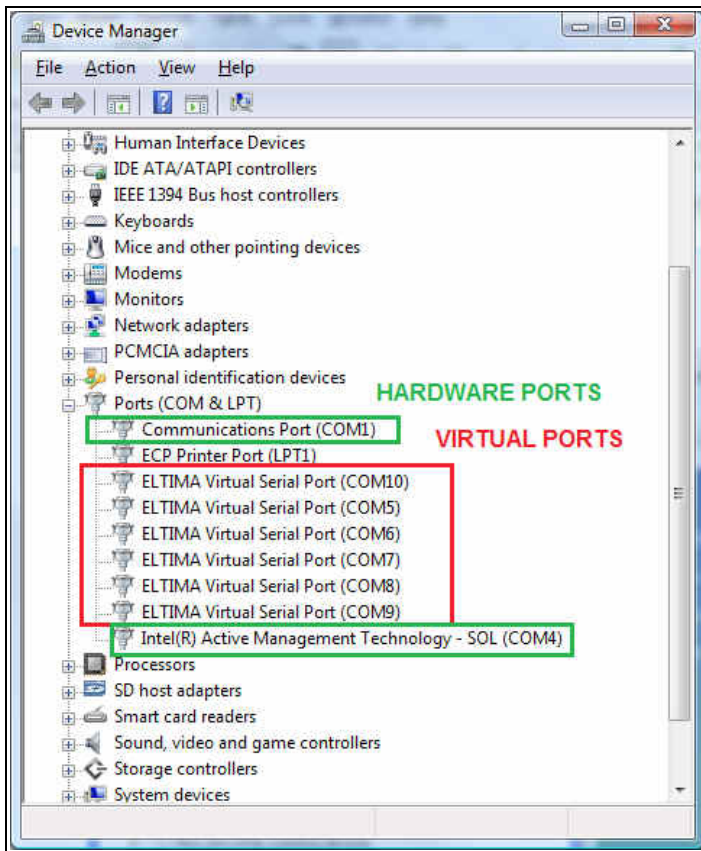 Device Manager
File Action View Help
Human Interface Devices
IDE ATA/ATAPI controllers
IEEE 1394 Bus host controllers
Keyboards
Mice and other pointing devices
Modems
Monitors
Network adapters
PCMCIA adapters
Personal identification devices
HARDWARE PORTS
Ports (COM & LPT)
Communications Port (COM1)
VIRTUAL PORTS
ECP Printer Port (LPT1)
ELTIMA Virtual Serial Port (COM10)
ELTIMA Virtual Serial Port (COM5)
ELTIMA Virtual Serial Port (COM6)
ELTIMA Virtual Serial Port (COM7)
ELTIMA Virtual Serial Port (COM8)
ELTIMA Virtual Serial Port (COM9)
Intel(R) Active Management Technology - SOL (COM4)
Processors
SD host adapters
Smart card readers
Sound, video and game controllers
Storage controllers
System devices